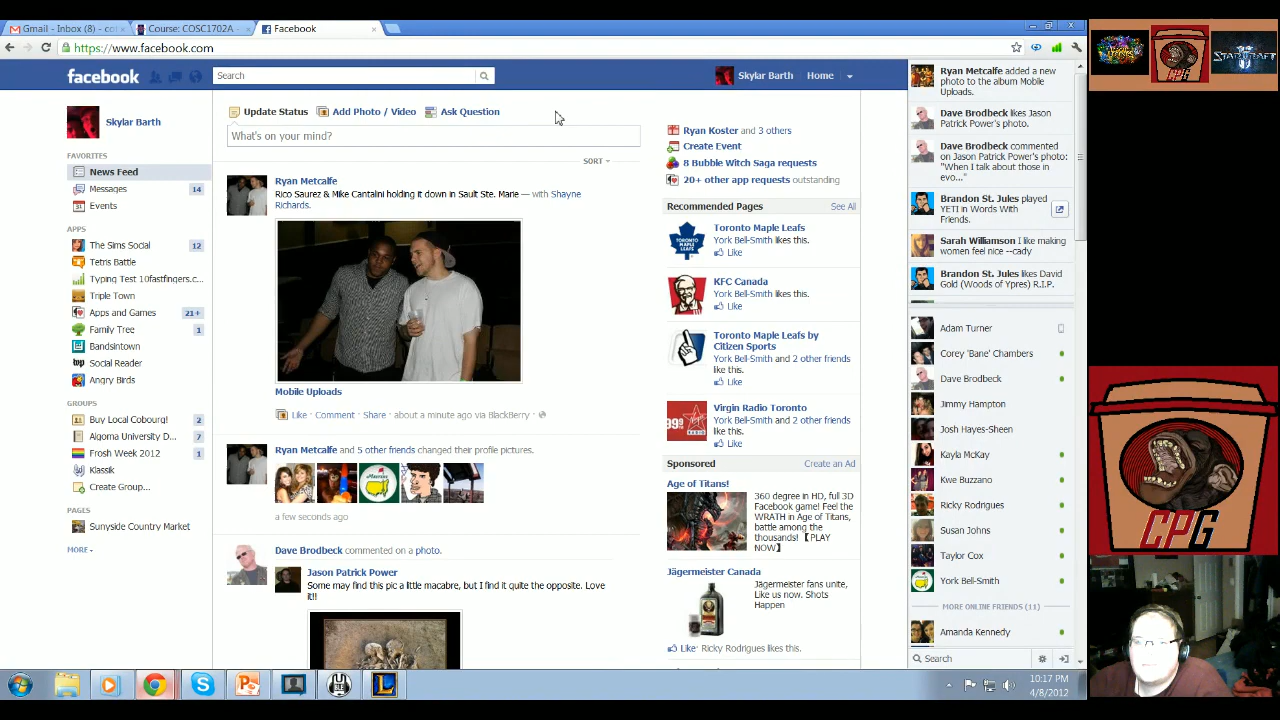 Gmail - Inbox (8) - co
Course: COSC1702A
Facebook
https://www.facebook.com
facebook
Search
Skylar Barth
Home
Skylar Barth
FAVORITES
News Feed
Messages 14
Events
APPS
The Sims Social 12
Tetris Battle
Typing Test 10fastfingers.c...
Triple Town
Apps and Games 21+
Family Tree 1
Bandsintown
Social Reader
Angry Birds
GROUPS
Buy Local Cobourg! 2
Algoma University D... 7
Frosh Week 2012 1
Klassik
Create Group...
PAGES
Sunyside Country Market
MORE
Update Status Add Photo / Video Ask Question
What's on your mind?
SORT
Ryan Metcalfe
Rico Saurez & Mike Cantalini holding it down in Sault Ste. Marie — with Shayne
Richards.
Mobile Uploads
Like · Comment · Share · about a minute ago via BlackBerry ·
Ryan Metcalfe and 5 other friends changed their profile pictures.
a few seconds ago
Dave Brodbeck commented on a photo.
Jason Patrick Power
Some may find this pic a little macabre, but I find it quite the opposite. Love
it!!
Ryan Koster and 3 others
Create Event
8 Bubble Witch Saga requests
20+ other app requests outstanding
Recommended Pages See All
Toronto Maple Leafs
York Bell-Smith likes this.
Like
KFC Canada
York Bell-Smith likes this.
Like
Toronto Maple Leafs by
Citizen Sports
York Bell-Smith and 2 other friends
like this.
Like
Virgin Radio Toronto
York Bell-Smith and 2 other friends
like this.
Like
Sponsored Create an Ad
Age of Titans!
360 degree in HD, full 3D
Facebook game! Feel the
WRATH in Age of Titans,
battle among the
thousands! 【PLAY
NOW】
Jägermeister Canada
Jägermeister fans unite,
Like us now. Shots
Happen
Like · Ricky Rodrigues likes this.
Ryan Metcalfe added a new
photo to the album Mobile
Uploads.
Dave Brodbeck likes Jason
Patrick Power's photo.
Dave Brodbeck commented
on Jason Patrick Power's photo:
"When I talk about those in
evo..."
Brandon St. Jules played
YETI in Words With
Friends.
Sarah Williamson I like making
women feel nice --cady
Brandon St. Jules likes David
Gold (Woods of Ypres) R.I.P.
Adam Turner
Corey 'Bane' Chambers
Dave Brodbeck
Jimmy Hampton
Josh Hayes-Sheen
Kayla McKay
Kwe Buzzano
Ricky Rodrigues
Susan Johns
Taylor Cox
York Bell-Smith
MORE ONLINE FRIENDS (11)
Amanda Kennedy
Search
10:17 PM
4/8/2012
STARCRAFT
CPG